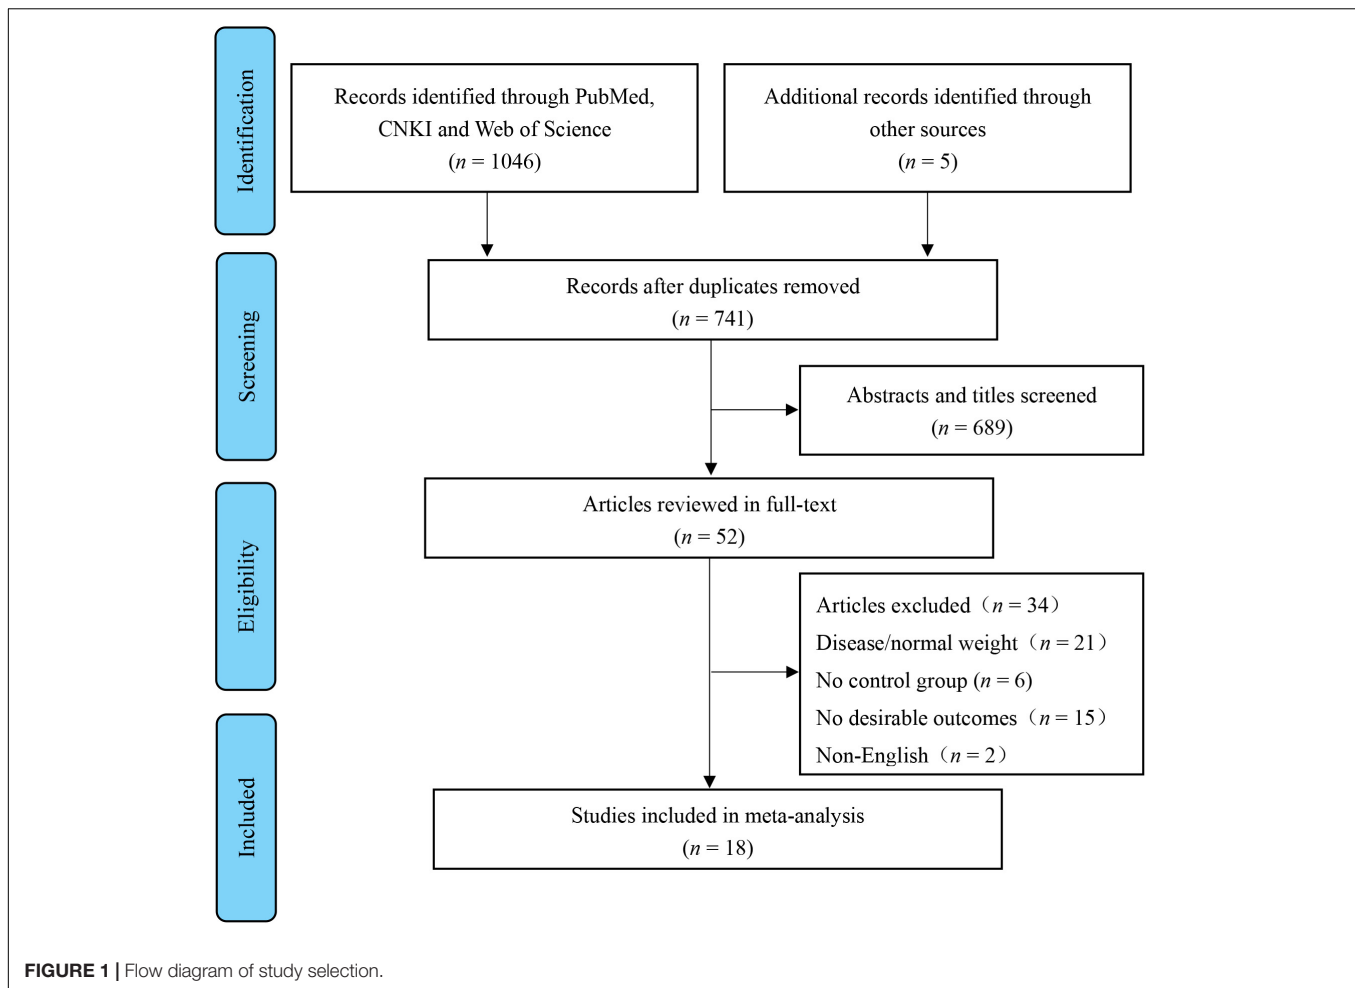 Identification
Records identified through PubMed,
CNKI and Web of Science
(n = 1046)
Additional records identified through
other sources
(n = 5)
Screening
Records after duplicates removed
(n = 741)
Abstracts and titles screened
(n = 689)
Eligibility
Articles reviewed in full-text
(n = 52)
Articles excluded（n = 34）
Disease/normal weight（n = 21）
No control group (n = 6)
No desirable outcomes（n = 15）
Non-English（n = 2）
Included
Studies included in meta-analysis
(n = 18)
FIGURE 1 | Flow diagram of study selection.